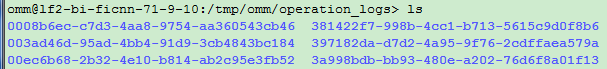 omm@lf2-bi-ficnn-71-9-10:/tmp/omm/operation_logs> ls
0008b6ec-c7d3-4aa8-9754-aa360543cb46  381422f7-998b-4cc1-b713-5615c9d0f8b6
003ad46d-95ad-4bb4-91d9-3cb4843bc184  397182da-d7d2-4a95-9f76-2cdffaea579a
00ec6b68-2b32-4e10-b814-ab2c95e3fb52  3a998bdb-bb93-480e-a202-76d6f8a01f13